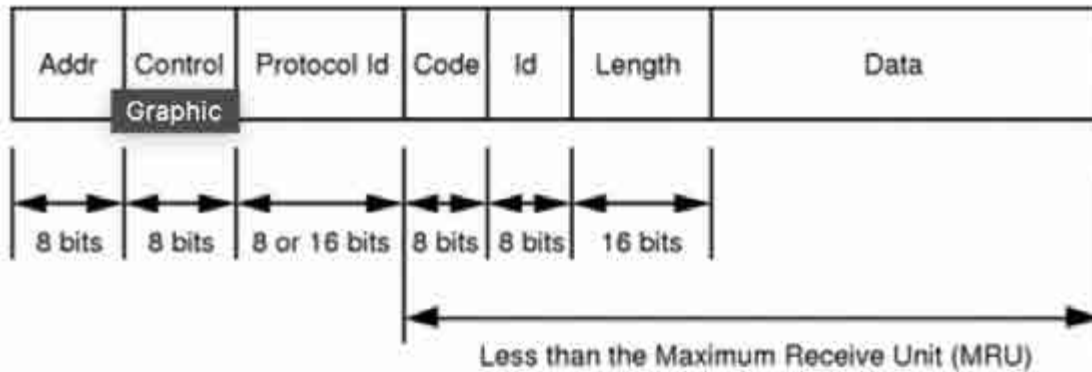 Addr Control Protocol Id Code Id Length Data
Graphic
8 bits 8 bits 8 or 16 bits 8 bits 8 bits 16 bits
Less than the Maximum Receive Unit (MRU)